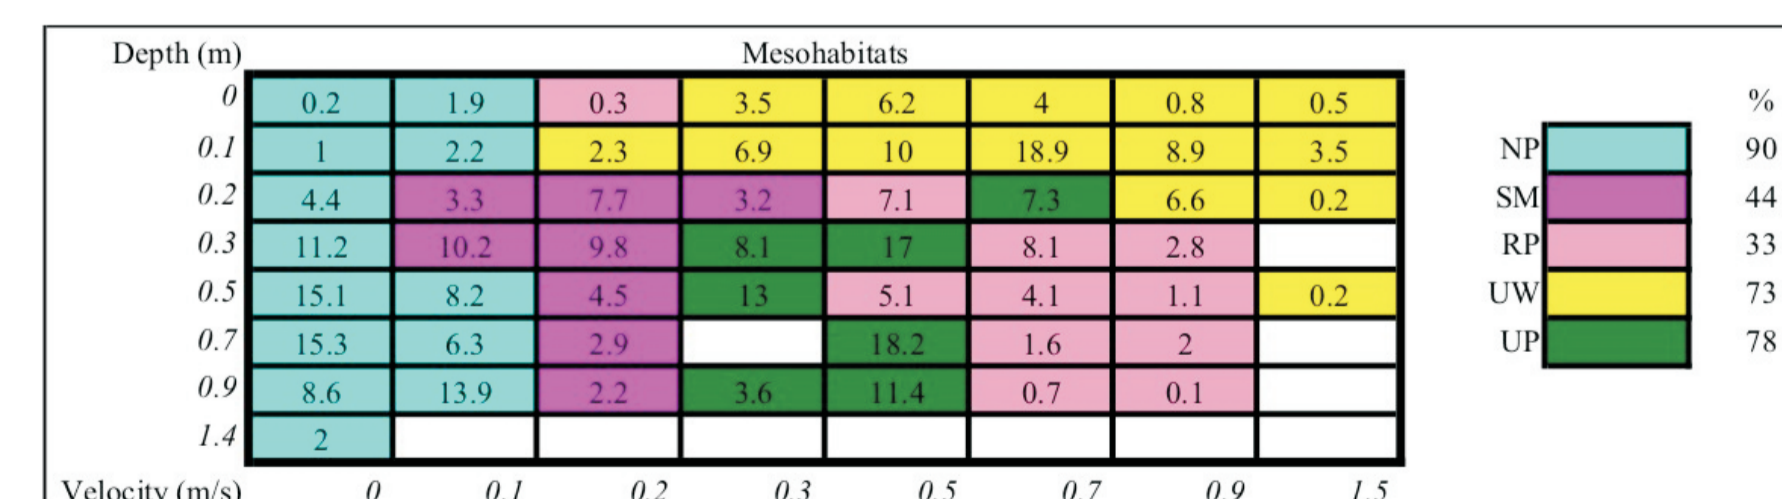 Depth (m) Mesohabitats
0 0.2 1.9 0.3 3.5 6.2 4 0.8 0.5 %
0.1 1 2.2 2.3 6.9 10 18.9 8.9 3.5 NP 90
0.2 4.4 3.3 7.7 3.2 7.1 7.3 6.6 0.2 SM 44
0.3 11.2 10.2 9.8 8.1 17 8.1 2.8 RP 33
0.5 15.1 8.2 4.5 13 5.1 4.1 1.1 0.2 UW 73
0.7 15.3 6.3 2.9 18.2 1.6 2 UP 78
0.9 8.6 13.9 2.2 3.6 11.4 0.7 0.1
1.4 2
Velocity (m/s) 0 0.1 0.2 0.3 0.5 0.7 0.9 1.5